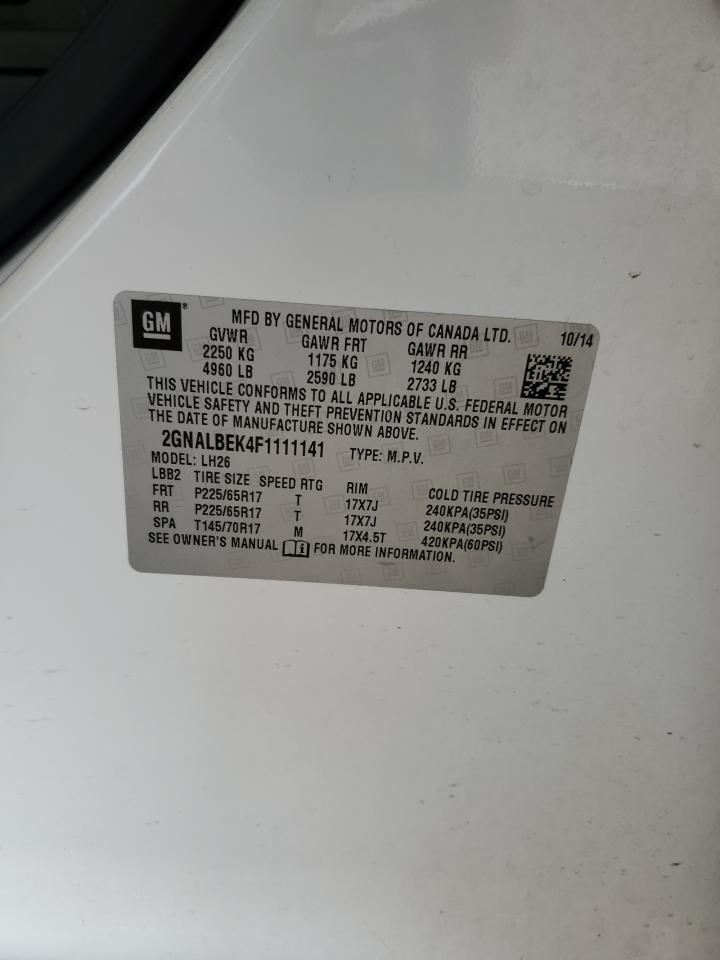 GM ®
MFD BY GENERAL MOTORS OF CANADA LTD. 10/14
GVWR GAWR FRT GAWR RR
2250 KG 1175 KG 1240 KG
4960 LB 2590 LB 2733 LB
THIS VEHICLE CONFORMS TO ALL APPLICABLE U.S. FEDERAL MOTOR
VEHICLE SAFETY AND THEFT PREVENTION STANDARDS IN EFFECT ON
THE DATE OF MANUFACTURE SHOWN ABOVE.
2GNALBEK4F1111141 TYPE: M.P.V.
MODEL: LH26
LBB2 TIRE SIZE SPEED RTG RIM COLD TIRE PRESSURE
FRT P225/65R17 T 17X7J 240KPA(35PSI)
RR P225/65R17 T 17X7J 240KPA(35PSI)
SPA T145/70R17 M 17X4.5T 420KPA(60PSI)
SEE OWNER'S MANUAL FOR MORE INFORMATION.